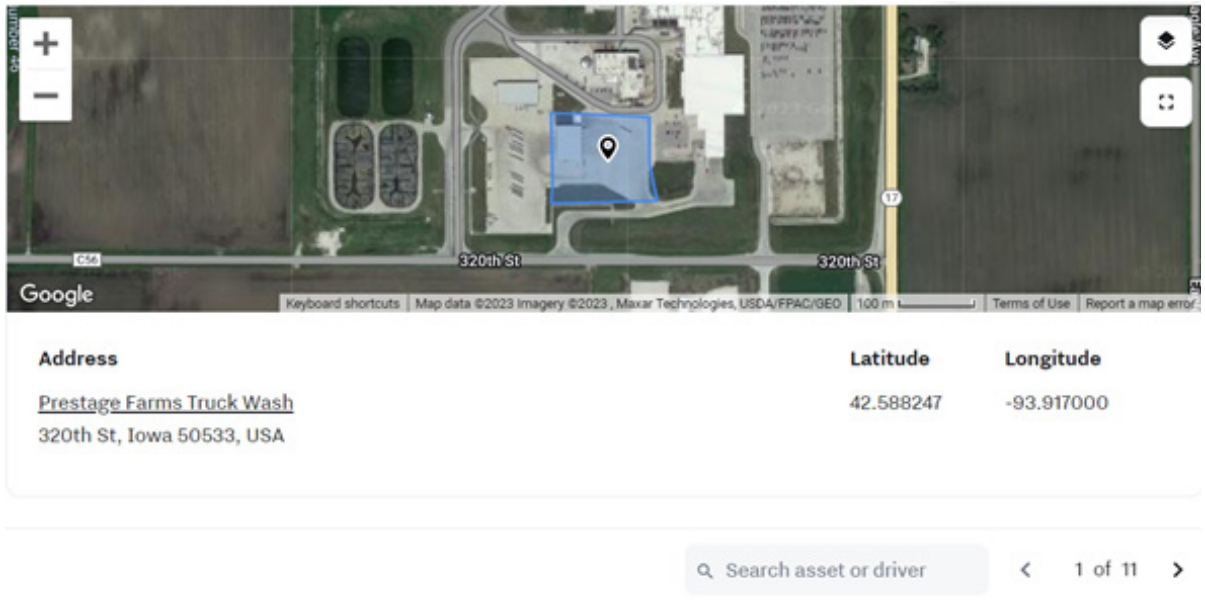 +
−
17
C56
320th St
320th St
Google
Keyboard shortcuts
Map data ©2023 Imagery ©2023 , Maxar Technologies, USDA/FPAC/GEO
100 m
Terms of Use
Report a map error
Address
Latitude
Longitude
Prestage Farms Truck Wash
42.588247
-93.917000
320th St, Iowa 50533, USA
Search asset or driver
<
1 of 11
>